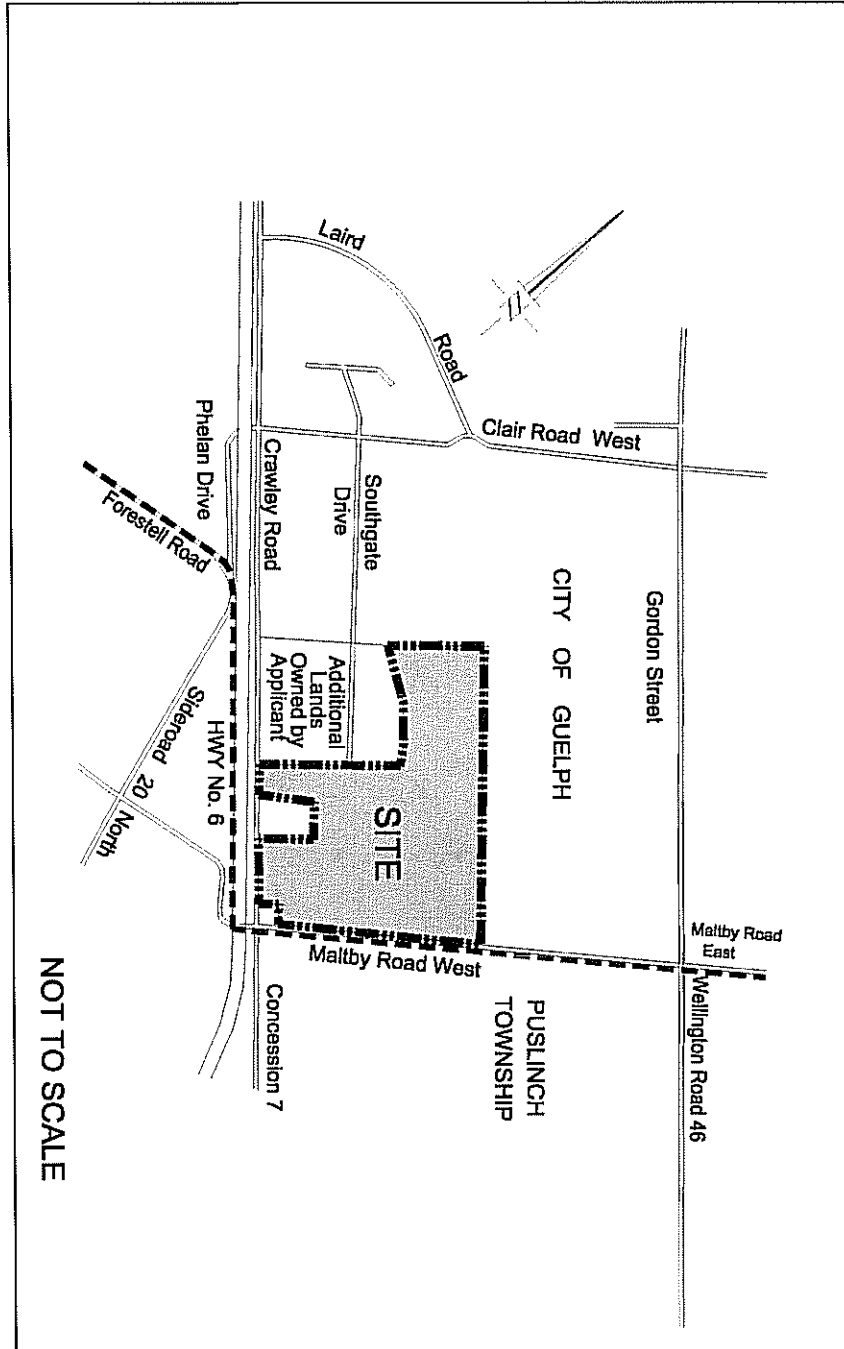 Laird
Road
Clair Road West
Gordon Street
Phelan Drive
Crawley Road
Southgate
Drive
Forestell Road
CITY OF GUELPH
Additional
Lands
Owned by
Applicant
Sideroad 20 North
HWY No. 6
SITE
Maltby Road West
Maltby Road
East
Wellington Road 46
PUSLINCH
TOWNSHIP
Concession 7
NOT TO SCALE